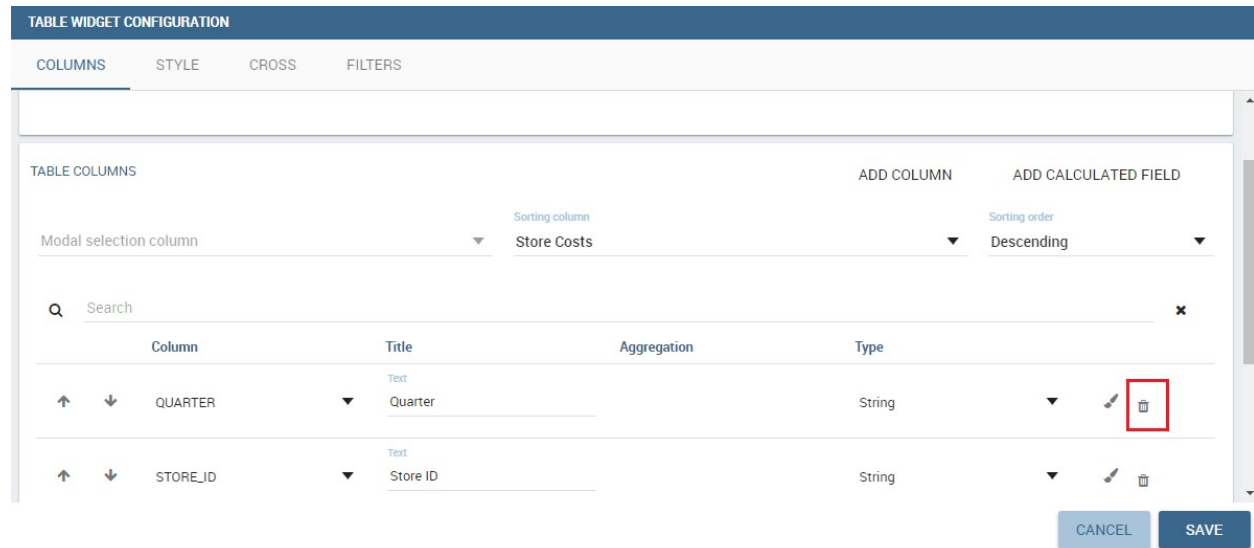 TABLE WIDGET CONFIGURATION
COLUMNS STYLE CROSS FILTERS
TABLE COLUMNS ADD COLUMN ADD CALCULATED FIELD
Sorting column Sorting order
Modal selection column Store Costs Descending
Search
Column Title Aggregation Type
Text
QUARTER Quarter String
Text
STORE_ID Store ID String
CANCEL SAVE